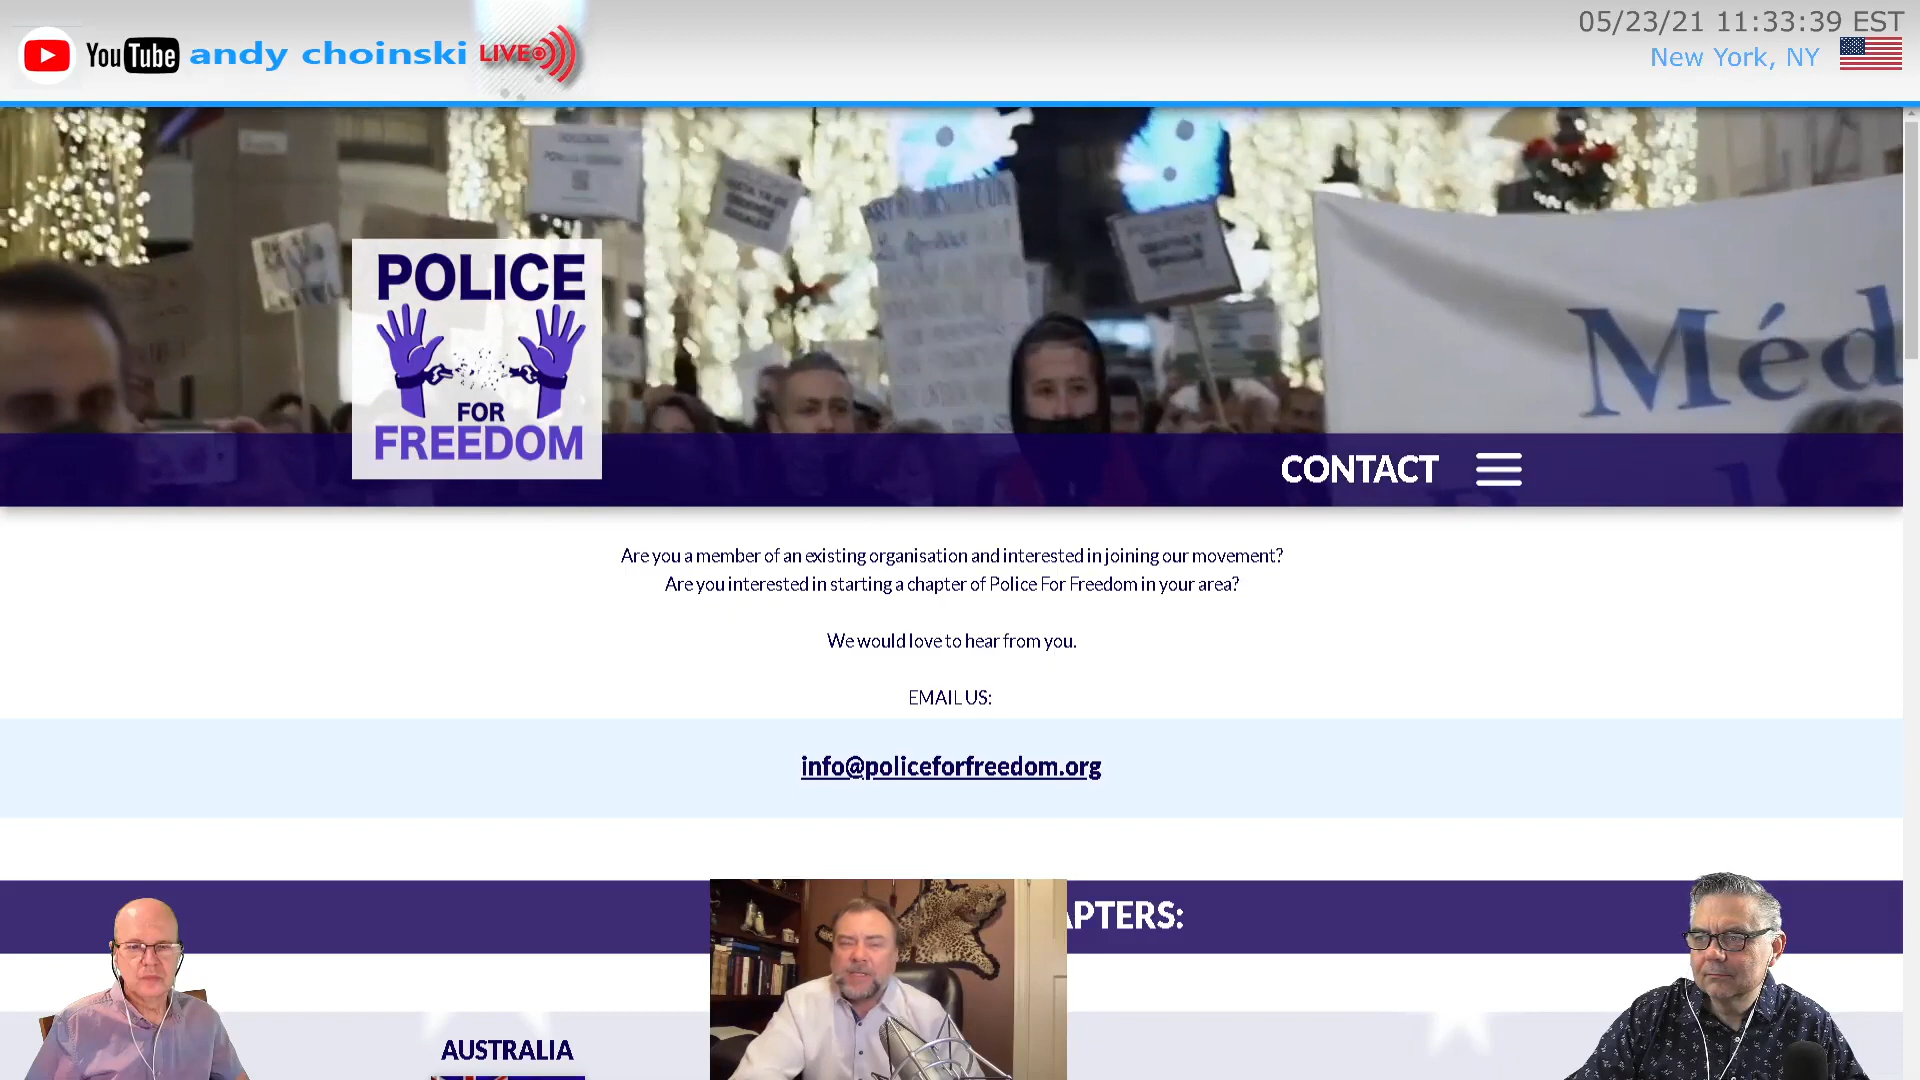 YouTube andy choinski LIVE
05/23/21 11:33:39 EST
New York, NY
Méd
POLICE
FOR
FREEDOM
CONTACT
Are you a member of an existing organisation and interested in joining our movement?
Are you interested in starting a chapter of Police For Freedom in your area?
We would love to hear from you.
EMAIL US:
info@policeforfreedom.org
APTERS:
AUSTRALIA